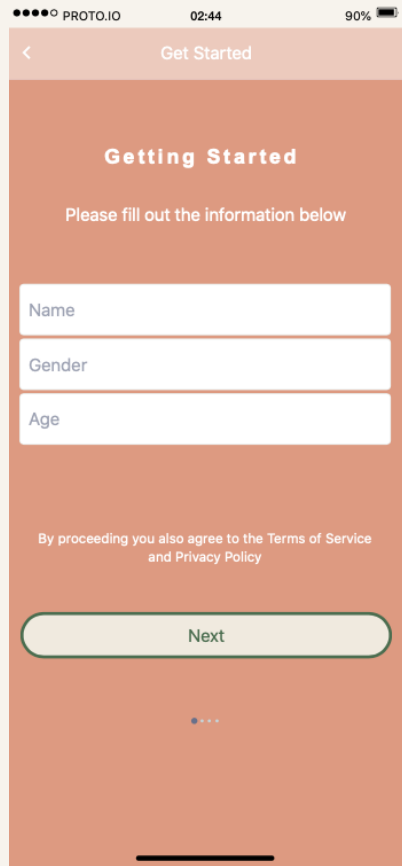 PROTO.IO 02:44 90%
Get Started
Getting Started
Please fill out the information below
Name
Gender
Age
By proceeding you also agree to the Terms of Service
and Privacy Policy
Next